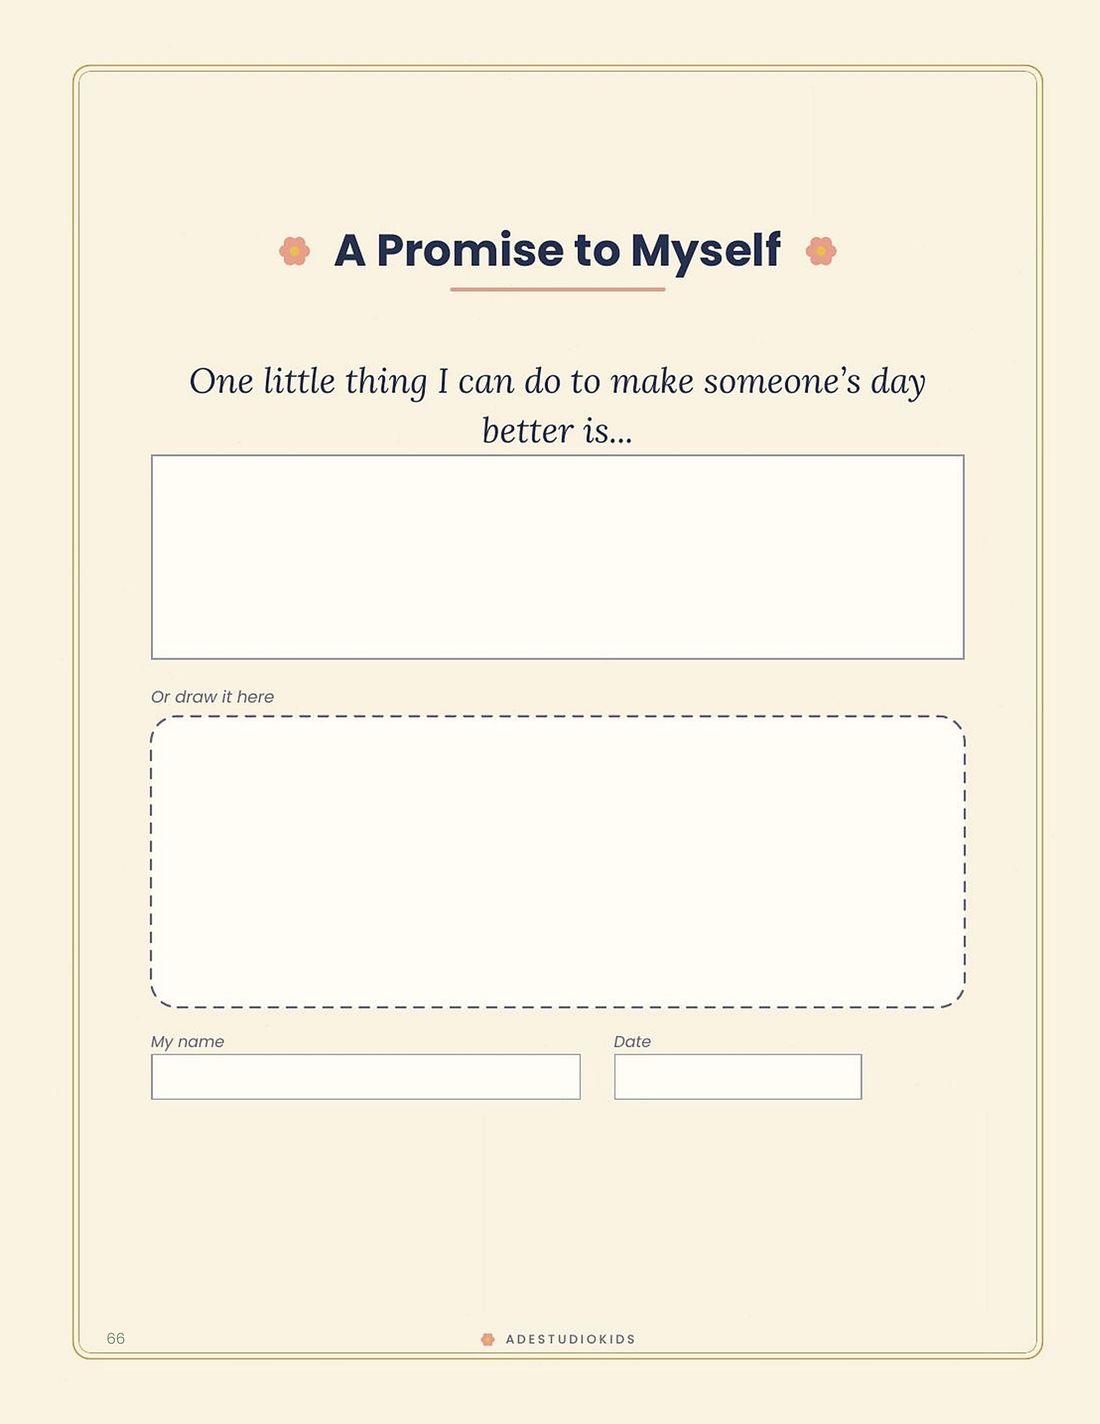 A Promise to Myself
One little thing I can do to make someone’s day
better is...
Or draw it here
My name
Date
66
ADESTUDIOKIDS